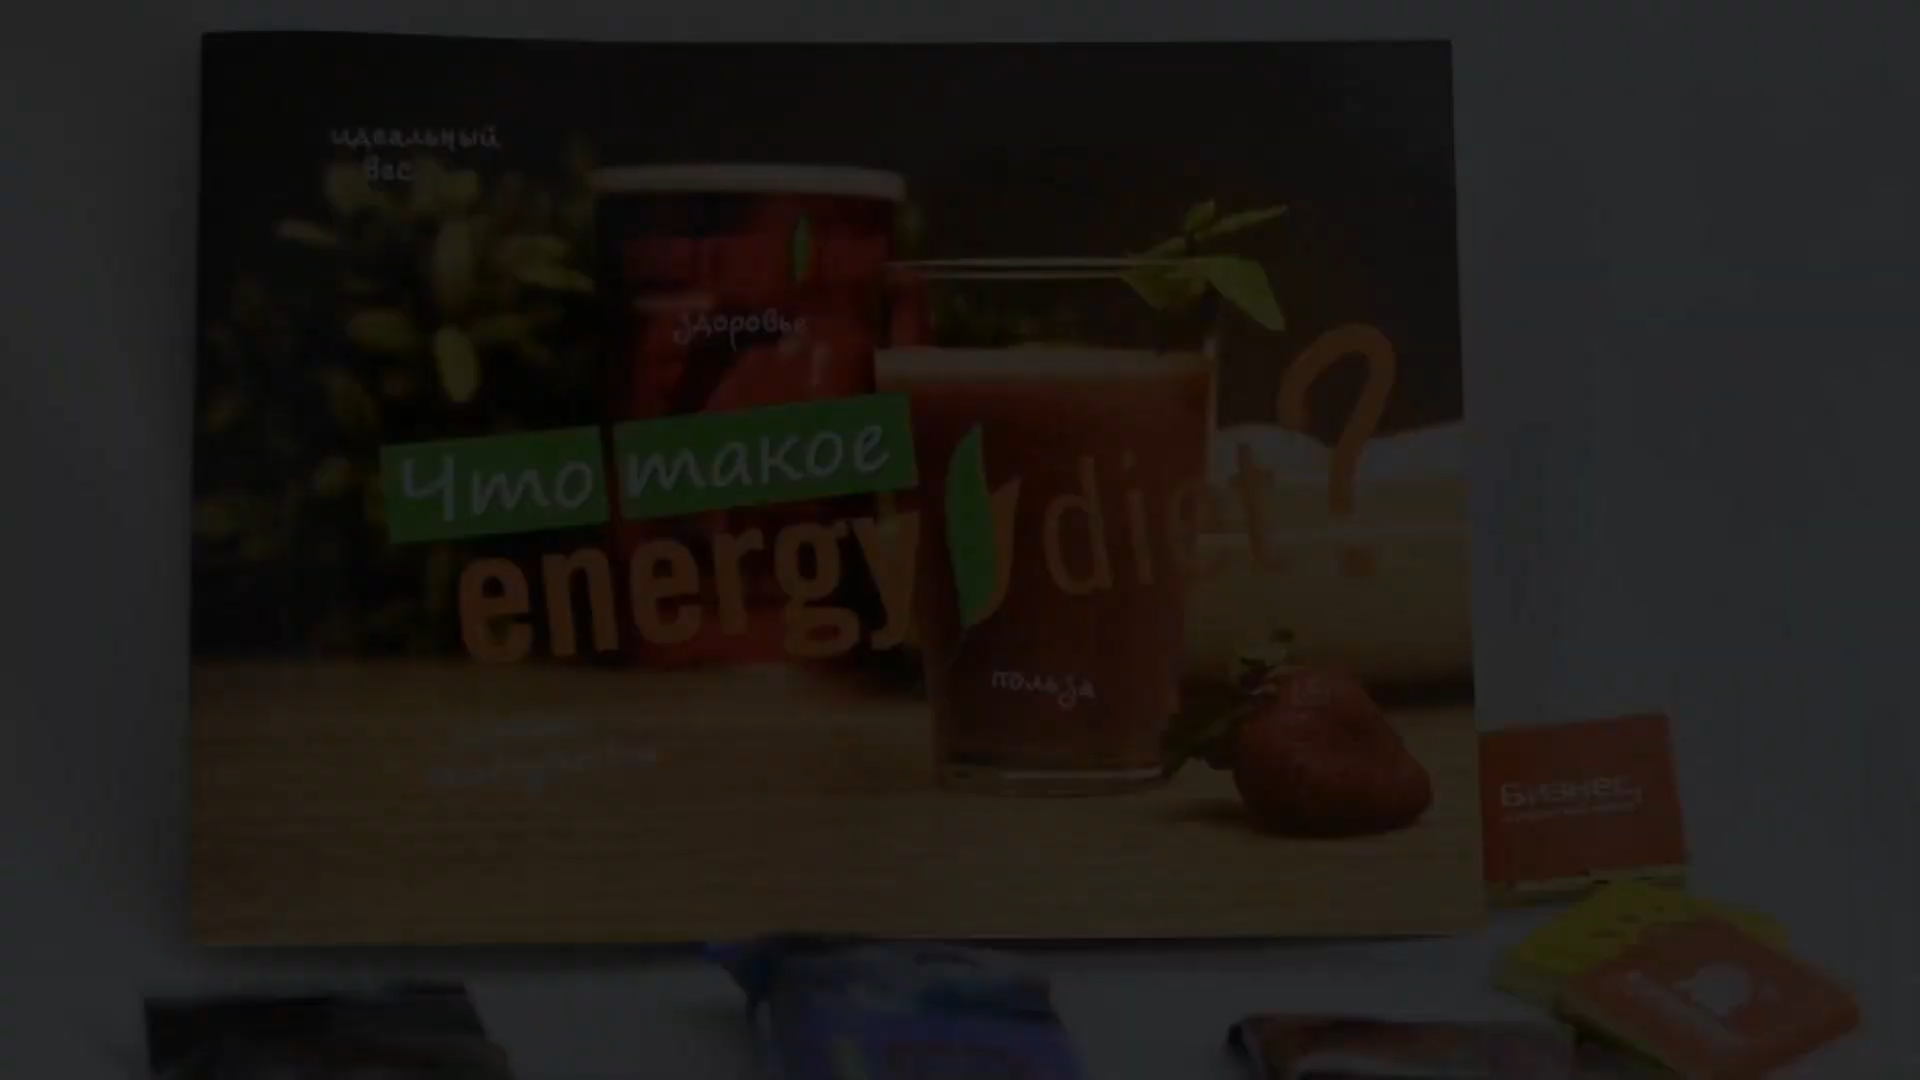 идеальный
вес
здоровье
Что такое
energy diet ?
польза
Бизнес